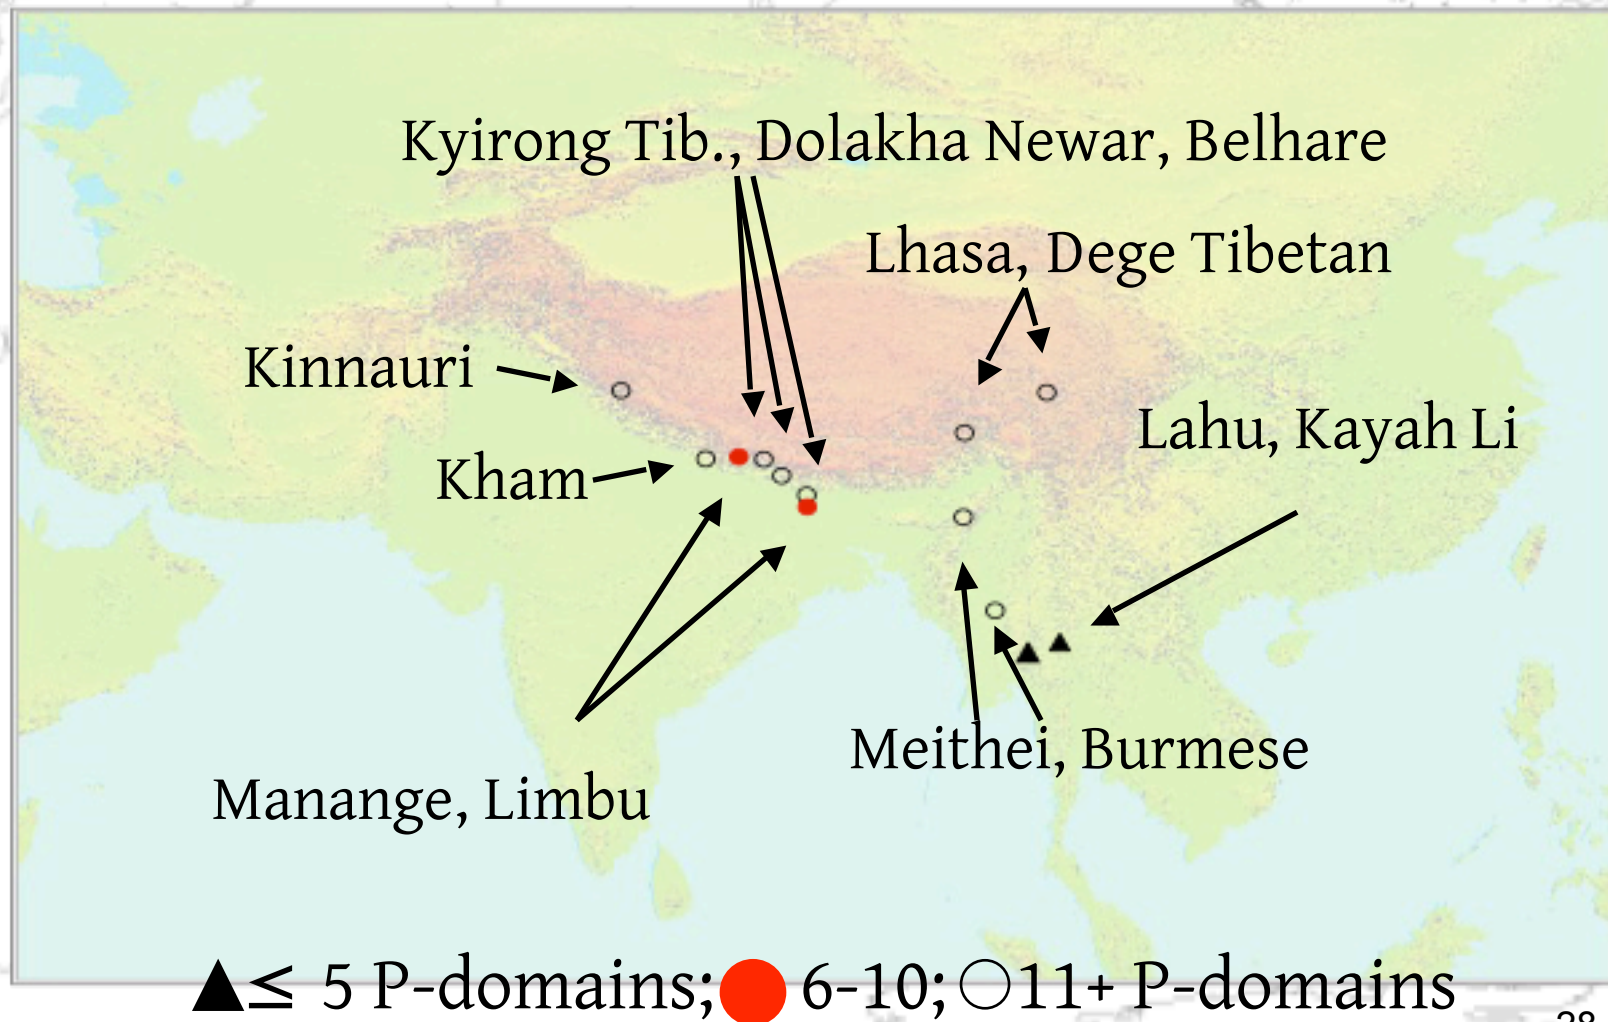 Kyirong Tib., Dolakha Newar, Belhare
Lhasa, Dege Tibetan
Kinnauri
Lahu, Kayah Li
Kham
Meithei, Burmese
Manange, Limbu
▲≤ 5 P-domains; 6-10; 11+ P-domains